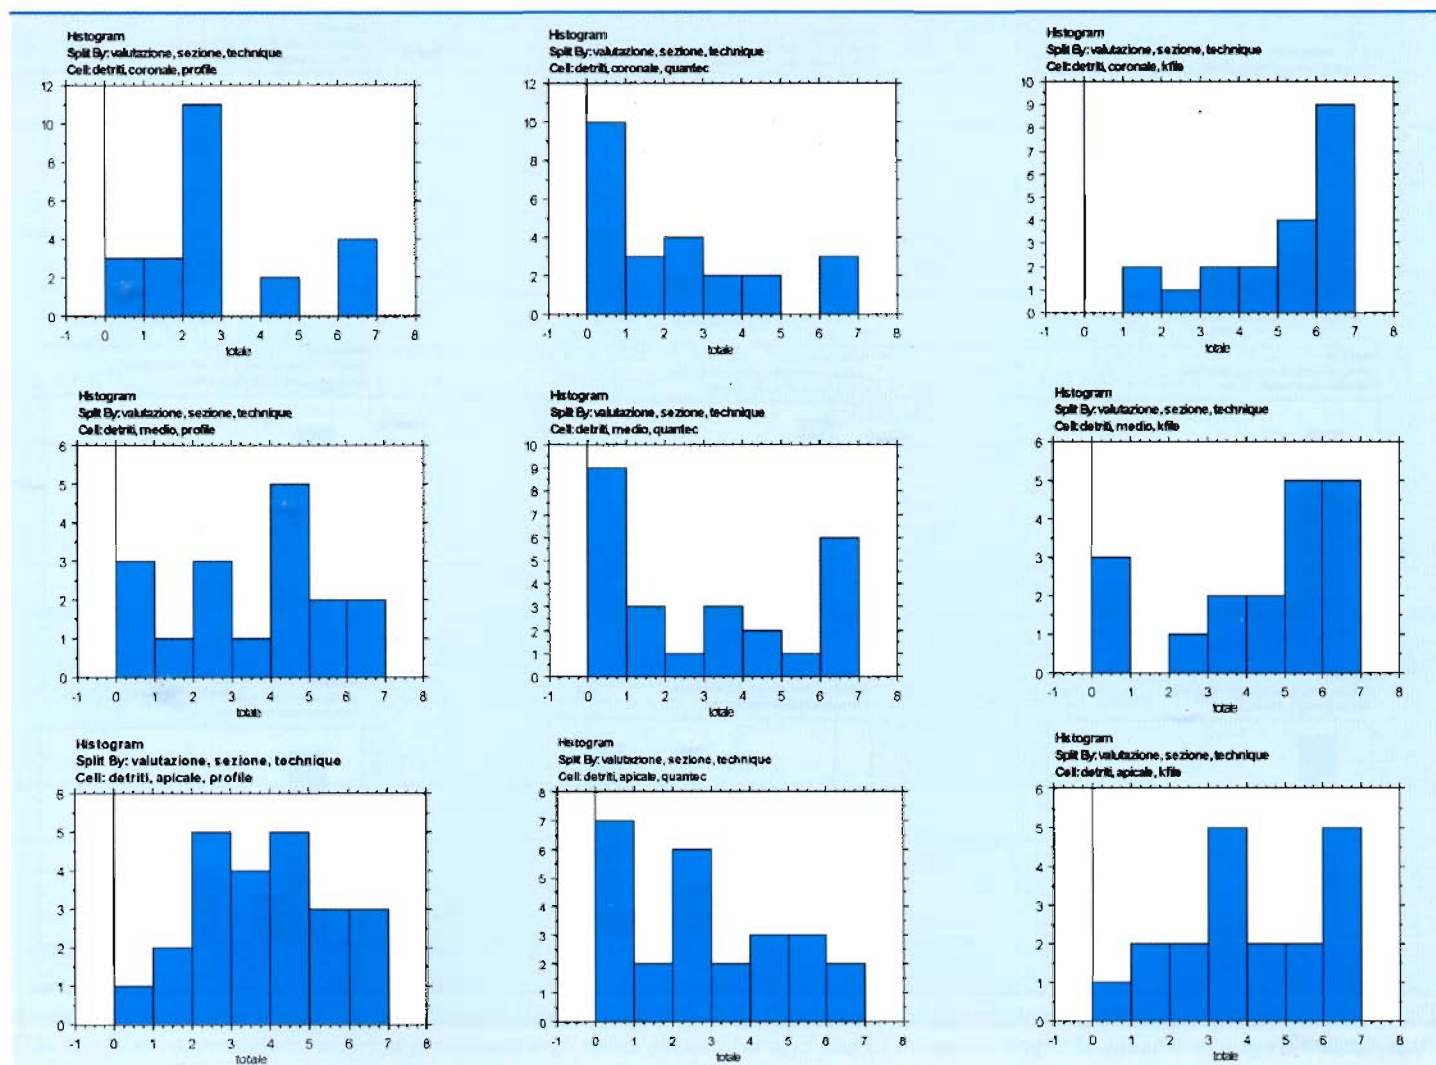 Histogram
Split By: valutazione, sezione, technique
Cell: detriti, coronale, profile
12
10
8
6
4
2
0
-1 0 1 2 3 4 5 6 7 8
totale
Histogram
Split By: valutazione, sezione, technique
Cell: detriti, coronale, quantec
12
10
8
6
4
2
0
-1 0 1 2 3 4 5 6 7 8
totale
Histogram
Split By: valutazione, sezione, technique
Cell: detriti, coronale, kfile
10
9
8
7
6
5
4
3
2
1
0
-1 0 1 2 3 4 5 6 7 8
totale
Histogram
Split By: valutazione, sezione, technique
Cell: detriti, medio, profile
6
5
4
3
2
1
0
-1 0 1 2 3 4 5 6 7 8
totale
Histogram
Split By: valutazione, sezione, technique
Cell: detriti, medio, quantec
10
9
8
7
6
5
4
3
2
1
0
-1 0 1 2 3 4 5 6 7 8
totale
Histogram
Split By: valutazione, sezione, technique
Cell: detriti, medio, kfile
6
5
4
3
2
1
0
-1 0 1 2 3 4 5 6 7 8
totale
Histogram
Split By: valutazione, sezione, technique
Cell: detriti, apicale, profile
6
5
4
3
2
1
0
-1 0 1 2 3 4 5 6 7 8
totale
Histogram
Split By: valutazione, sezione, technique
Cell: detriti, apicale, quantec
8
7
6
5
4
3
2
1
0
-1 0 1 2 3 4 5 6 7 8
totale
Histogram
Split By: valutazione, sezione, technique
Cell: detriti, apicale, kfile
6
5
4
3
2
1
0
-1 0 1 2 3 4 5 6 7 8
totale